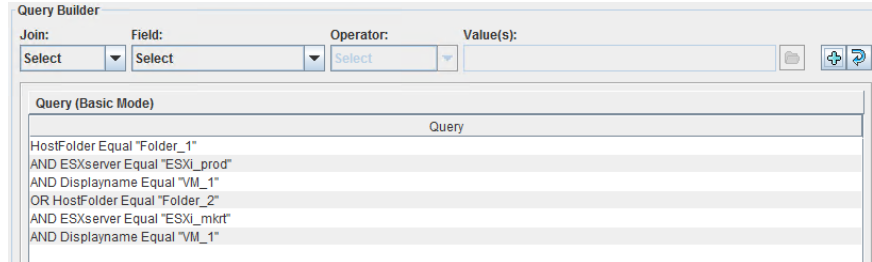 Query Builder
Join: Field: Operator: Value(s):
Select Select Select
Query (Basic Mode)
Query
HostFolder Equal "Folder_1"
AND ESXserver Equal "ESXi_prod"
AND Displayname Equal "VM_1"
OR HostFolder Equal "Folder_2"
AND ESXserver Equal "ESXi_mkrt"
AND Displayname Equal "VM_1"